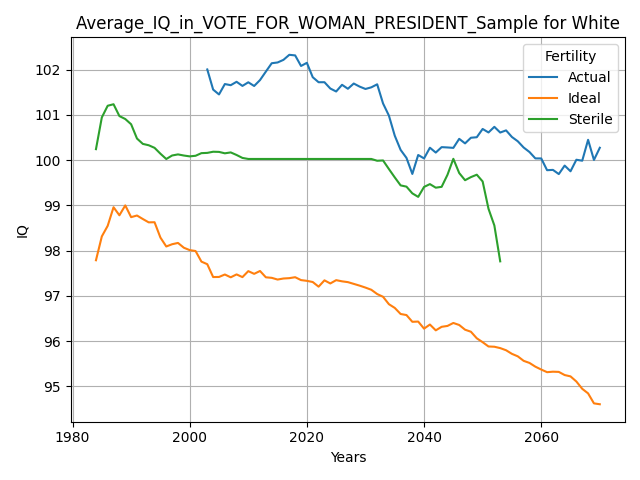 Average_IQ_in_VOTE_FOR_WOMAN_PRESIDENT_Sample for White
Fertility
Actual
Ideal
Sterile
IQ
102
101
100
99
98
97
96
95
1980
2000
2020
2040
2060
Years